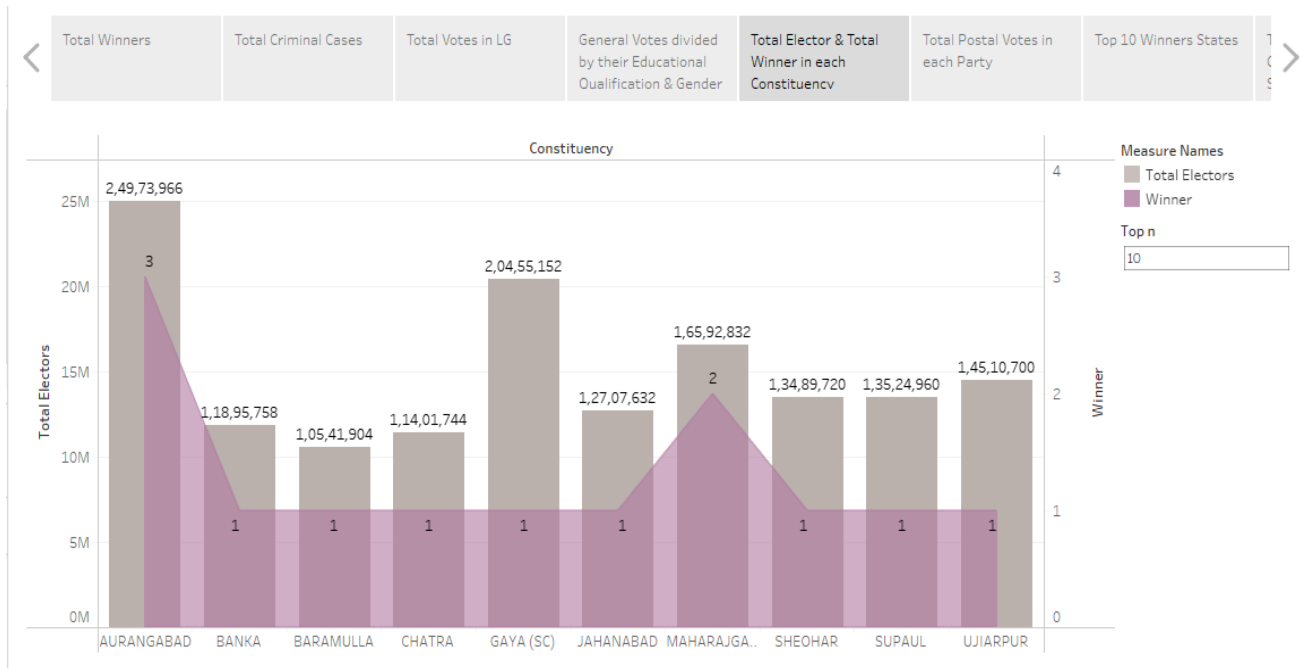 Total Winners
Total Criminal Cases
Total Votes in LG
General Votes divided
by their Educational
Qualification & Gender
Total Elector & Total
Winner in each
Constituency
Total Postal Votes in
each Party
Top 10 Winners States
Constituency
Measure Names
Total Electors
Winner
Top n
10
Total Electors
25M
20M
15M
10M
5M
0M
2,49,73,966
1,18,95,758
1,05,41,904
1,14,01,744
2,04,55,152
1,27,07,632
1,65,92,832
1,34,89,720
1,35,24,960
1,45,10,700
3
1
1
1
1
1
2
1
1
1
4
3
2
1
0
Winner
AURANGABAD
BANKA
BARAMULLA
CHATRA
GAYA (SC)
JAHANABAD
MAHARAJGA..
SHEOHAR
SUPAUL
UJIARPUR